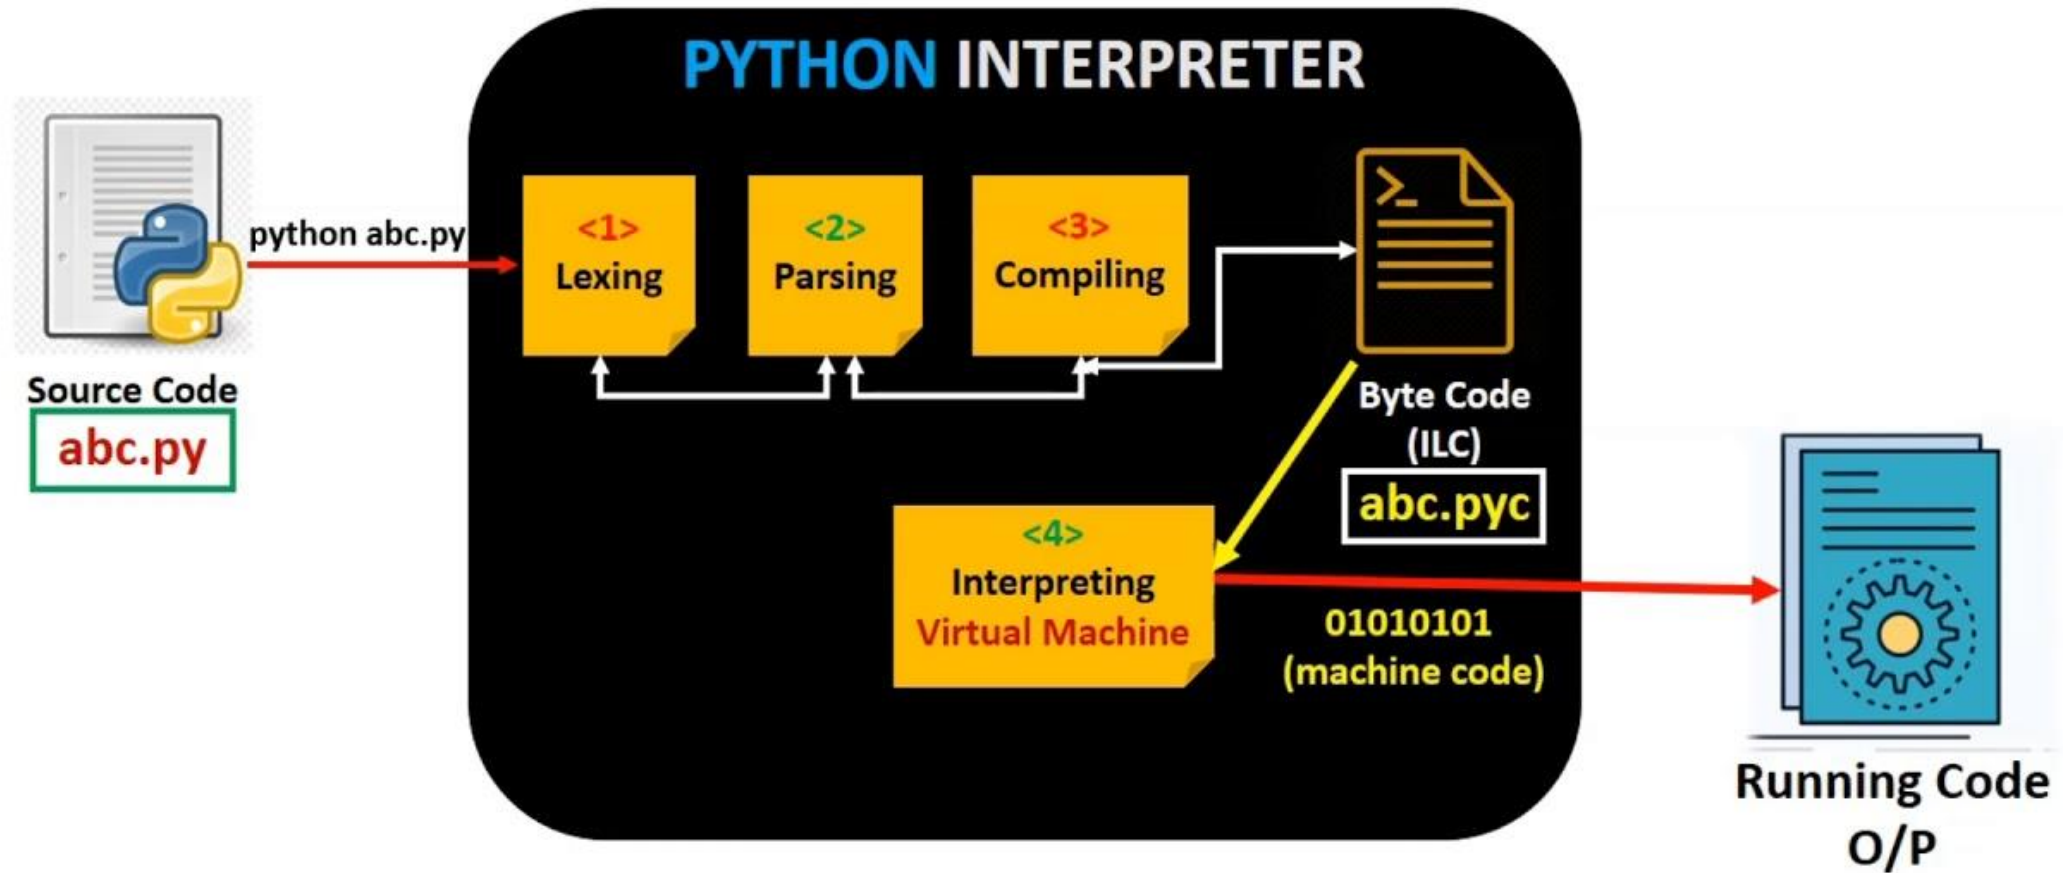 PYTHON INTERPRETER
python abc.py
Source Code
abc.py
<1>
Lexing
<2>
Parsing
<3>
Compiling
>_
Byte Code
(ILC)
abc.pyc
<4>
Interpreting
Virtual Machine
01010101
(machine code)
Running Code
O/P